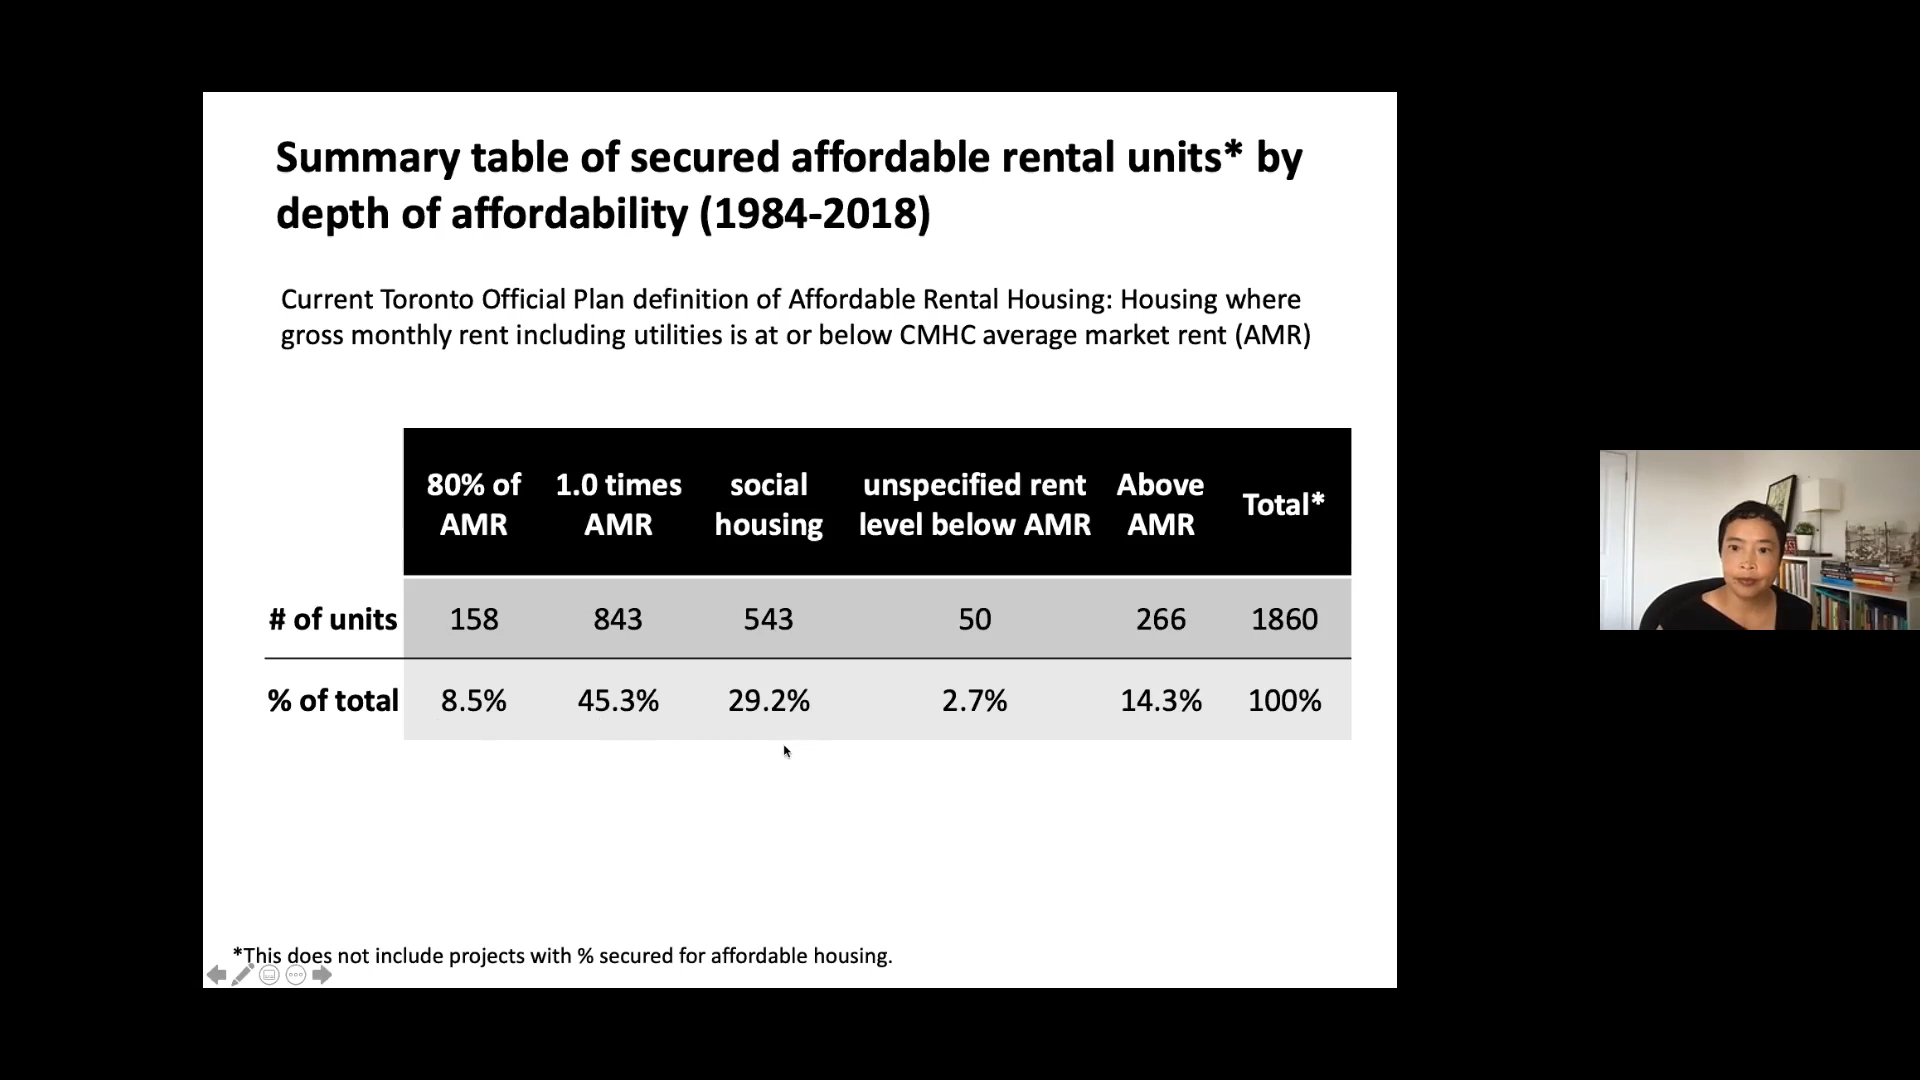 Summary table of secured affordable rental units* by
depth of affordability (1984-2018)
Current Toronto Official Plan definition of Affordable Rental Housing: Housing where
gross monthly rent including utilities is at or below CMHC average market rent (AMR)
80% of AMR 1.0 times AMR social housing unspecified rent level below AMR Above AMR Total*
# of units 158 843 543 50 266 1860
% of total 8.5% 45.3% 29.2% 2.7% 14.3% 100%
*This does not include projects with % secured for affordable housing.